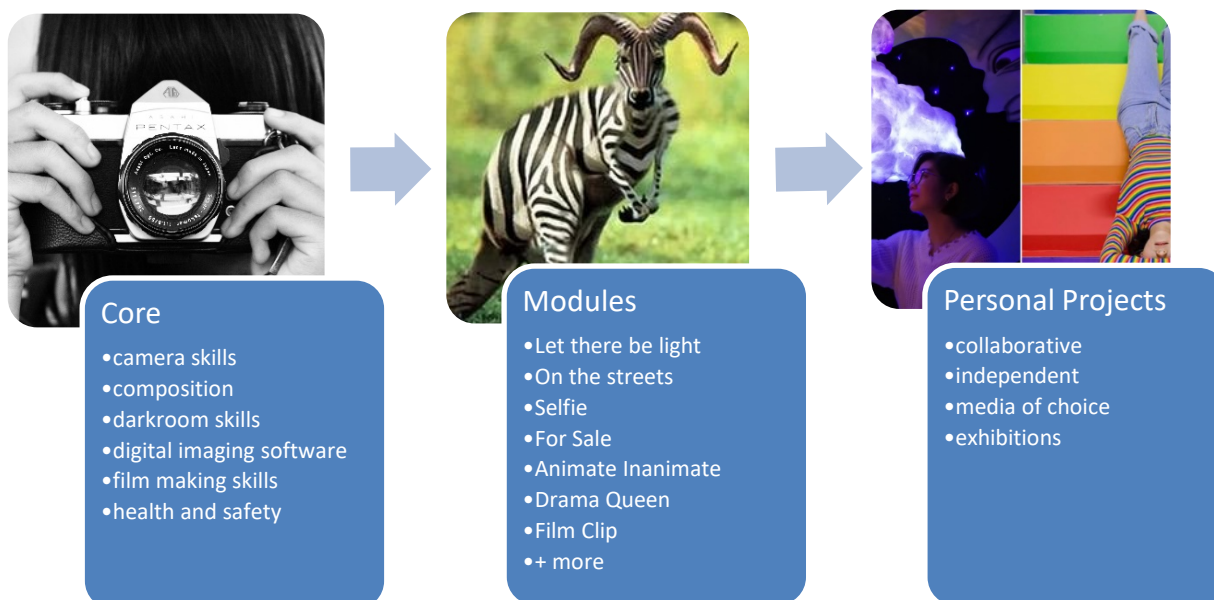 PENTAX
Core
•camera skills
•composition
•darkroom skills
•digital imaging software
•film making skills
•health and safety
Modules
•Let there be light
•On the streets
•Selfie
•For Sale
•Animate Inanimate
•Drama Queen
•Film Clip
•+ more
Personal Projects
•collaborative
•independent
•media of choice
•exhibitions